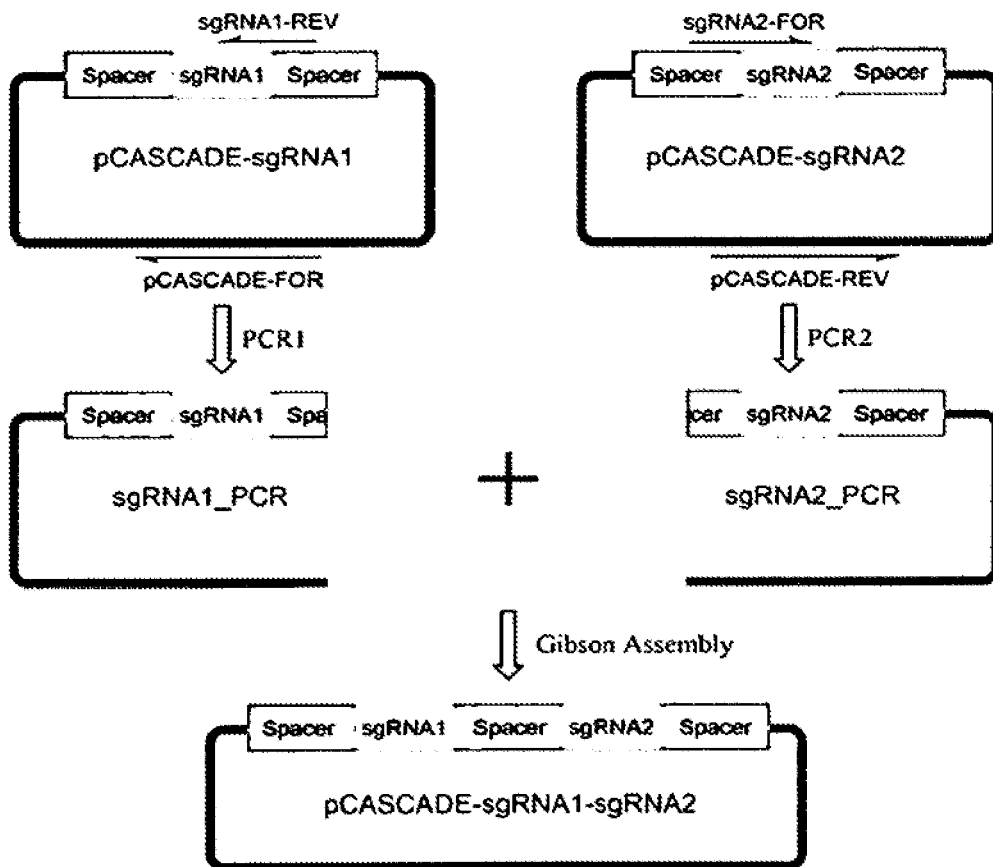 sgRNA1-REV
sgRNA2-FOR
Spacer sgRNA1 Spacer
Spacer sgRNA2 Spacer
pCASCADE-sgRNA1
pCASCADE-sgRNA2
pCASCADE-FOR
pCASCADE-REV
PCR1
PCR2
Spacer sgRNA1 Spa
cer sgRNA2 Spacer
sgRNA1_PCR
+
sgRNA2_PCR
Gibson Assembly
Spacer sgRNA1 Spacer sgRNA2 Spacer
pCASCADE-sgRNA1-sgRNA2